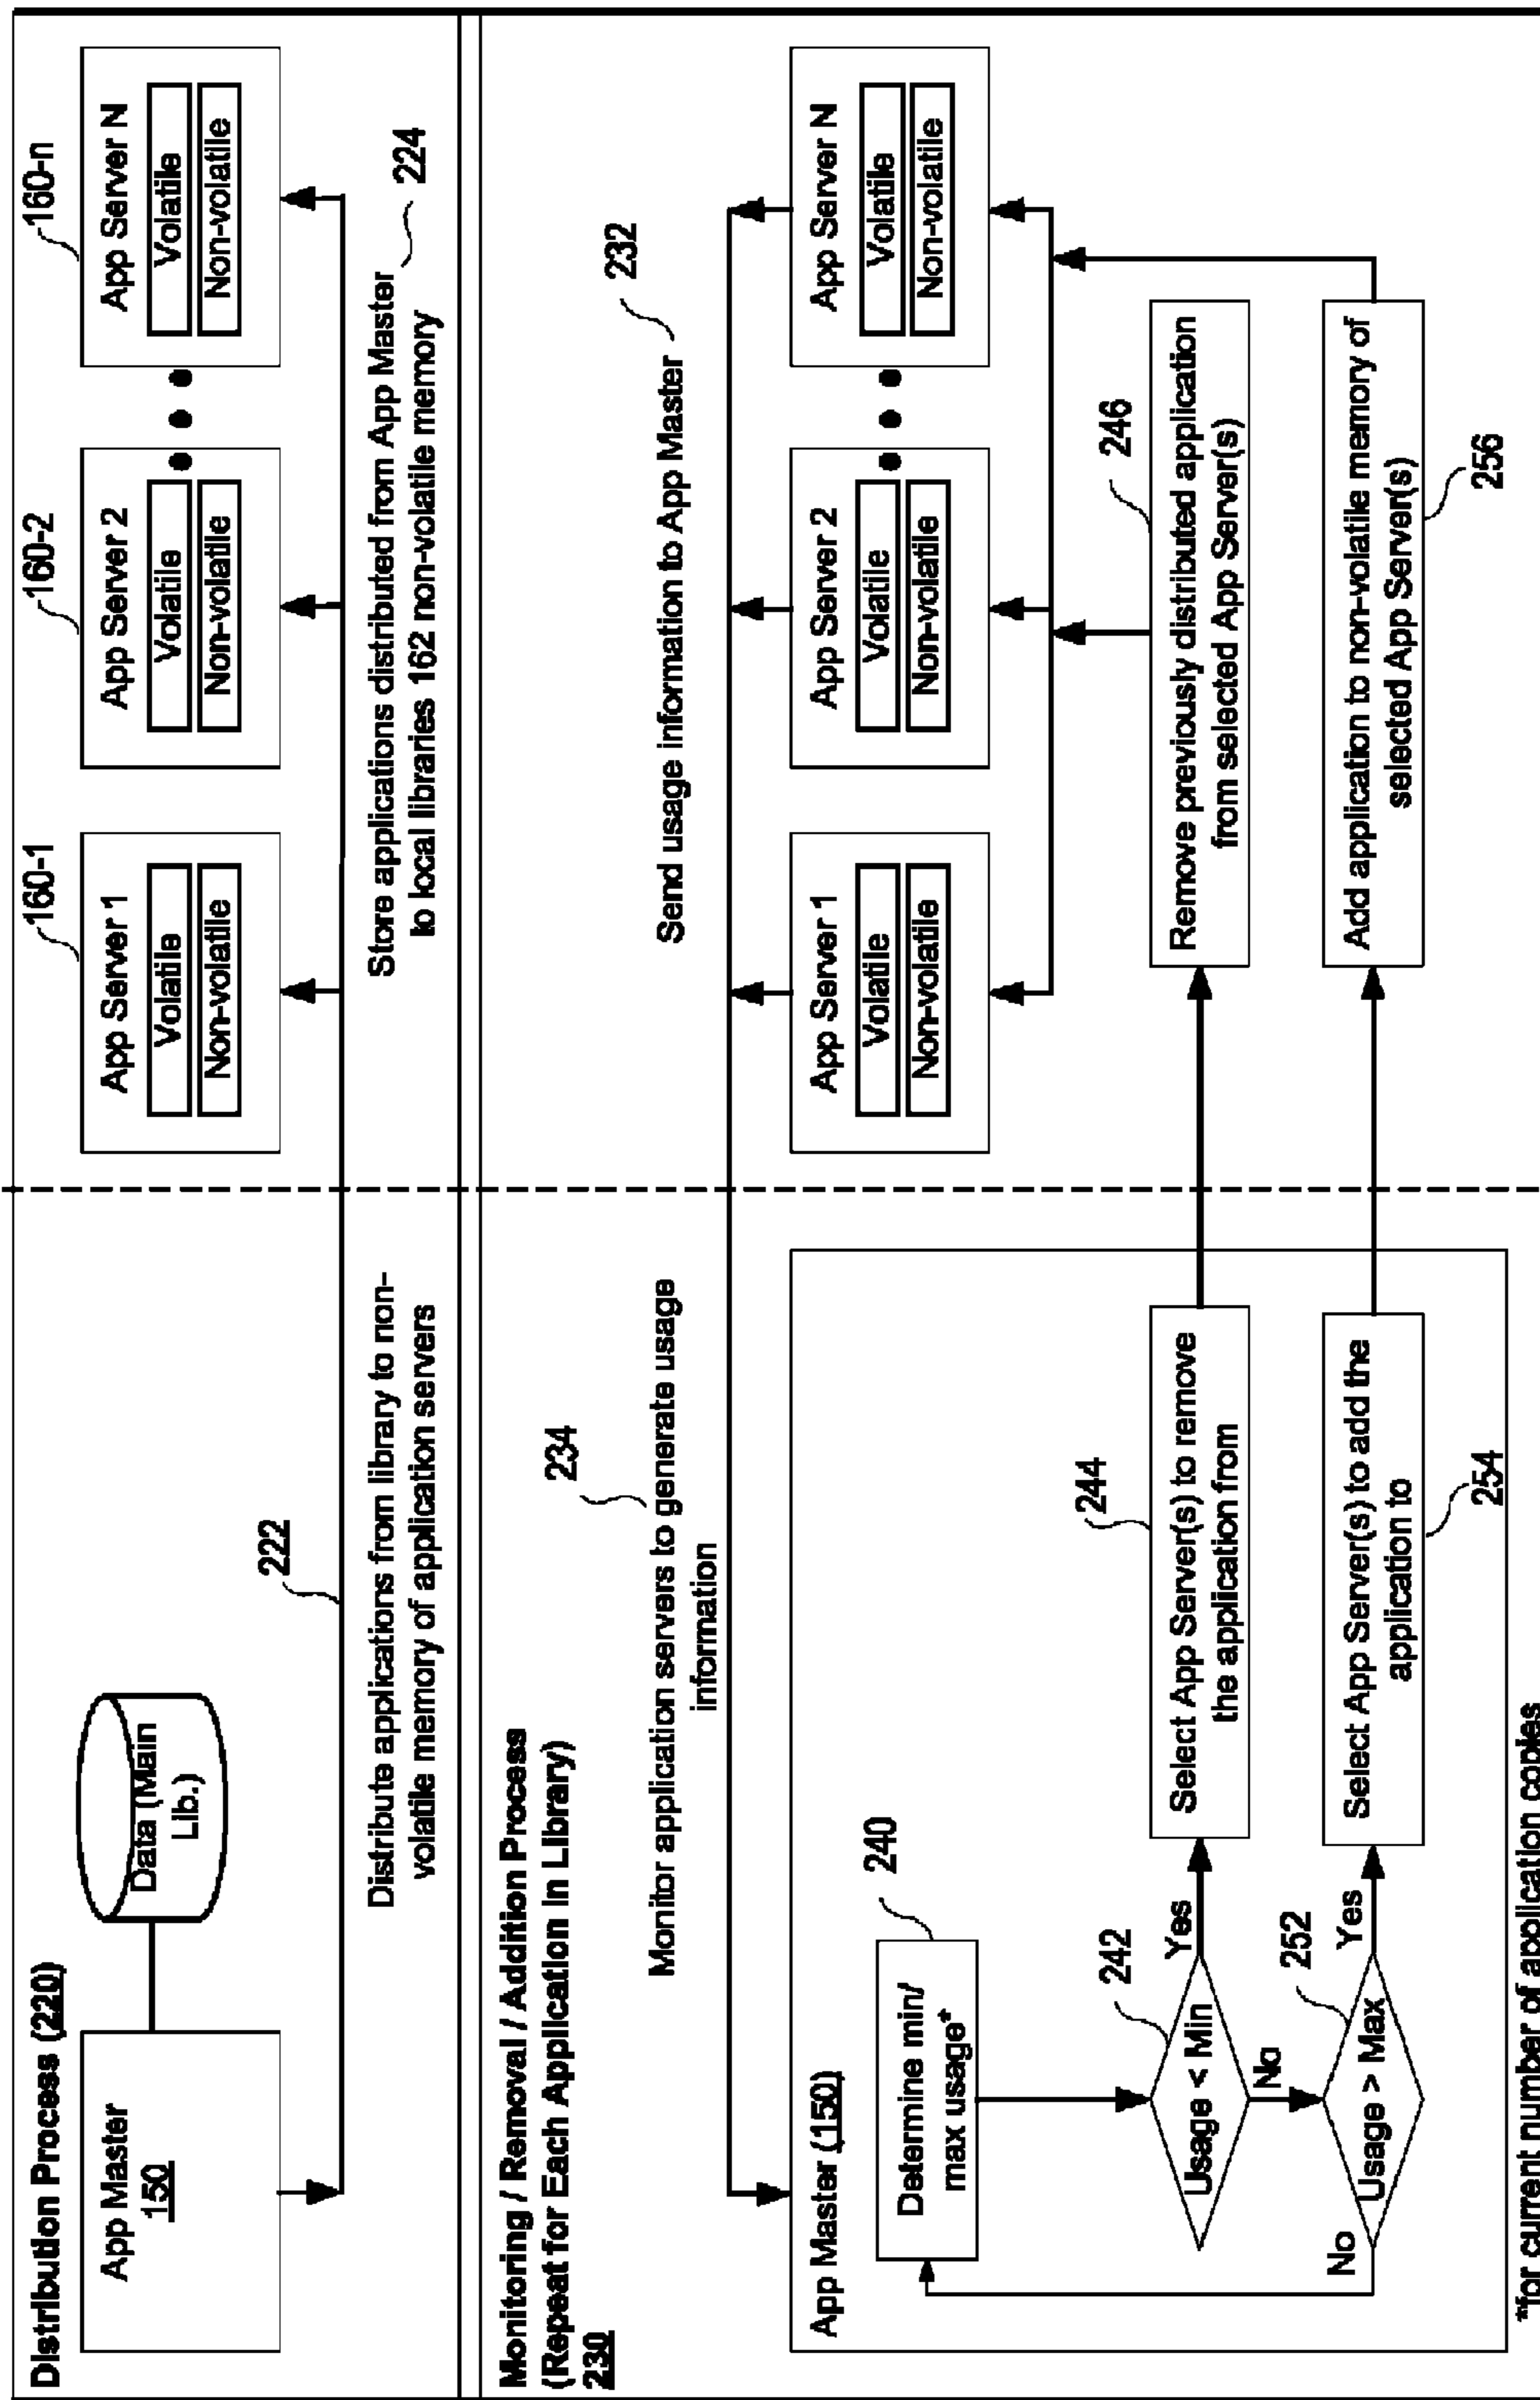 Distribution Process (220)
App Master
150
Data (Main
Lib.)
222
Distribute applications from library to non-
volatile memory of application servers
160-1
App Server 1
Volatile
Non-volatile
160-2
App Server 2
Volatile
Non-volatile
160-n
App Server N
Volatile
Non-volatile
Store applications distributed from App Master
to local libraries 162 non-volatile memory
224
Monitoring / Removal / Addition Process
(Repeat for Each Application in Library)
230
234
Monitor application servers to generate usage
information
Send usage information to App Master
232
App Server 1
Volatile
Non-volatile
App Server 2
Volatile
Non-volatile
App Server N
Volatile
Non-volatile
App Master (150)
240
Determine min/
max usage*
242
Usage < Min
Yes
No
244
Select App Server(s) to remove
the application from
246
Remove previously distributed application
from selected App Server(s)
252
Usage > Max
Yes
No
Select App Server(s) to add the
application to
254
Add application to non-volatile memory of
selected App Server(s)
256
*for current number of application copies